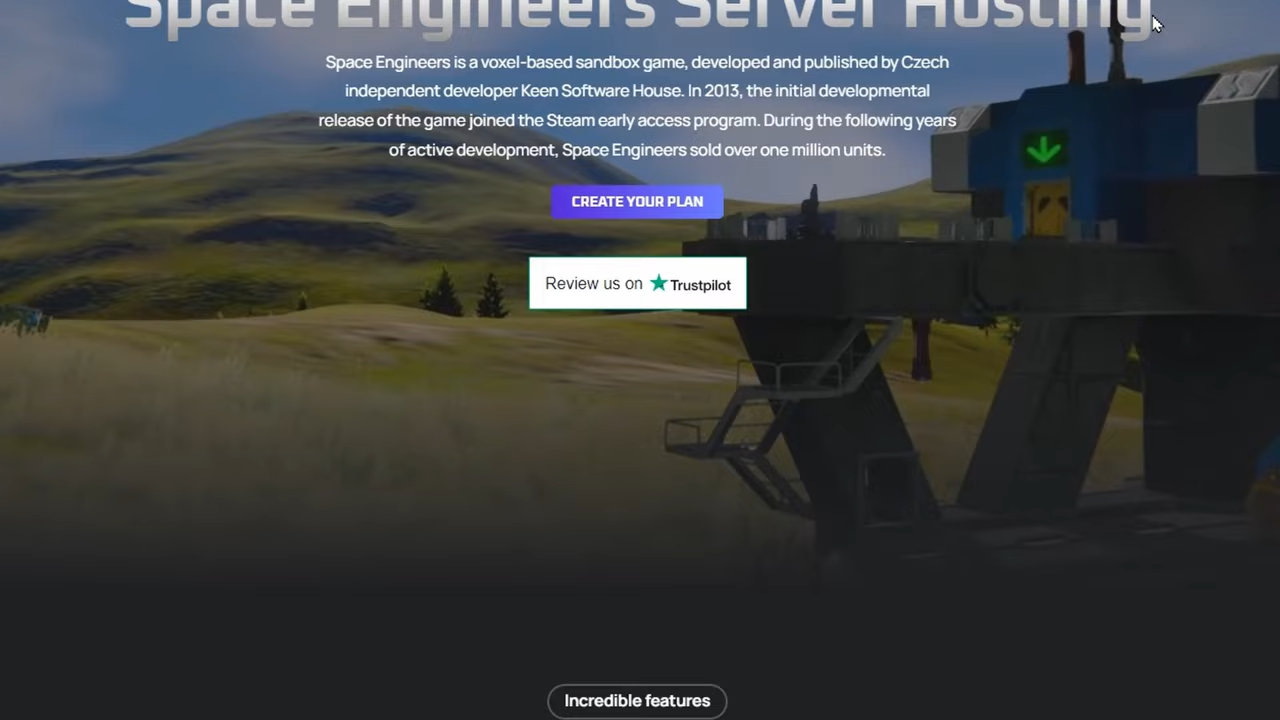 Space Engineers Server Hosting
Space Engineers is a voxel-based sandbox game, developed and published by Czech
independent developer Keen Software House. In 2013, the initial developmental
release of the game joined the Steam early access program. During the following years
of active development, Space Engineers sold over one million units.
CREATE YOUR PLAN
Review us on Trustpilot
Incredible features